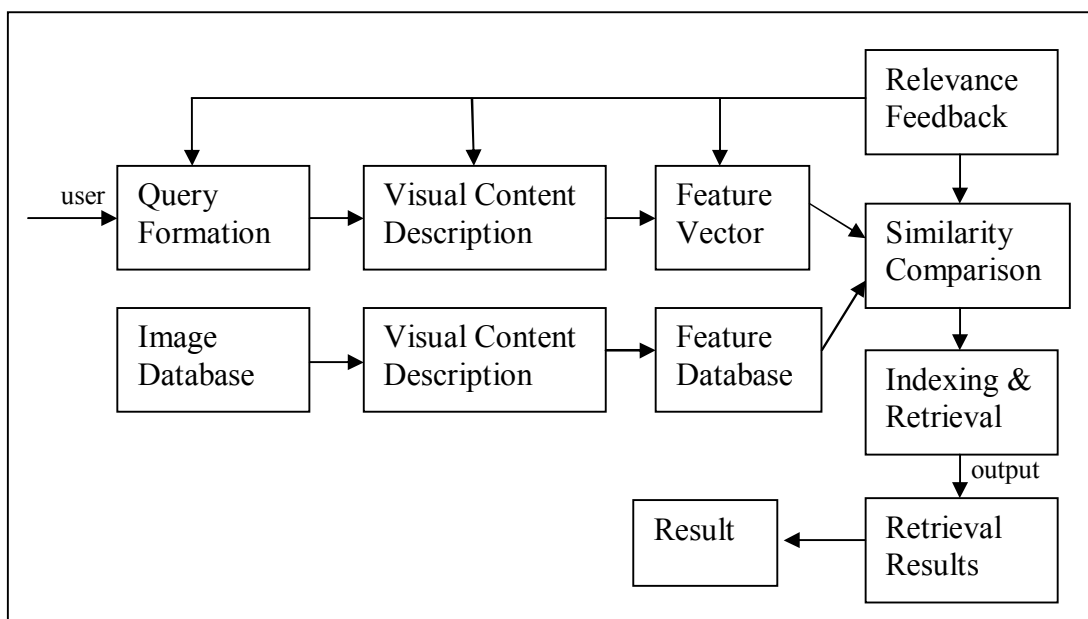 Relevance
Feedback
user
Query
Formation
Visual Content
Description
Feature
Vector
Similarity
Comparison
Image
Database
Visual Content
Description
Feature
Database
Indexing &
Retrieval
output
Result
Retrieval
Results